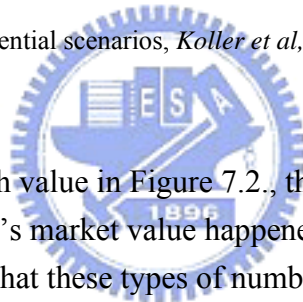 ential scenarios, Koller et al,
E S A
1896
h value in Figure 7.2., th
's market value happene
hat these types of numb